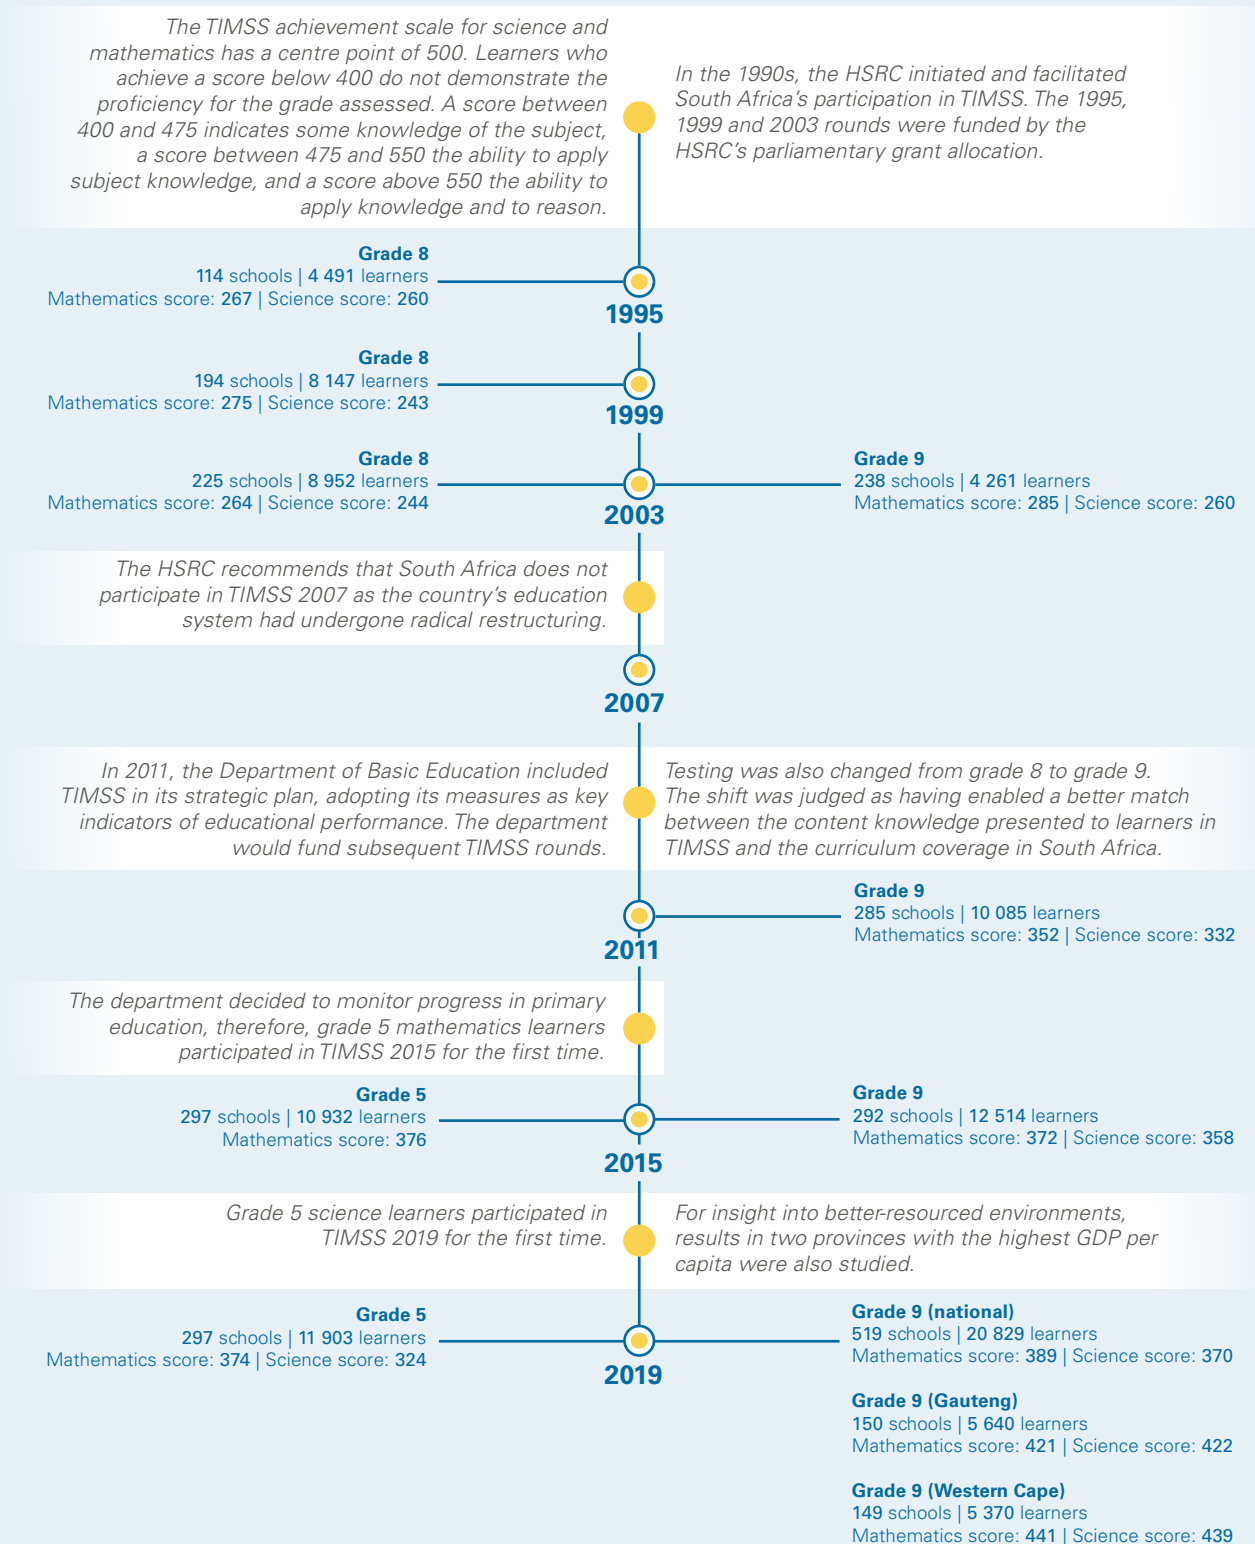 The TIMSS achievement scale for science and
mathematics has a centre point of 500. Learners who
achieve a score below 400 do not demonstrate the
proficiency for the grade assessed. A score between
400 and 475 indicates some knowledge of the subject,
a score between 475 and 550 the ability to apply
subject knowledge, and a score above 550 the ability to
apply knowledge and to reason.
In the 1990s, the HSRC initiated and facilitated
South Africa's participation in TIMSS. The 1995,
1999 and 2003 rounds were funded by the
HSRC's parliamentary grant allocation.
Grade 8
114 schools | 4 491 learners
Mathematics score: 267 | Science score: 260
1995
Grade 8
194 schools | 8 147 learners
Mathematics score: 275 | Science score: 243
1999
Grade 8
225 schools | 8 952 learners
Mathematics score: 264 | Science score: 244
Grade 9
238 schools | 4 261 learners
Mathematics score: 285 | Science score: 260
2003
The HSRC recommends that South Africa does not
participate in TIMSS 2007 as the country's education
system had undergone radical restructuring.
2007
In 2011, the Department of Basic Education included
TIMSS in its strategic plan, adopting its measures as key
indicators of educational performance. The department
would fund subsequent TIMSS rounds.
Testing was also changed from grade 8 to grade 9.
The shift was judged as having enabled a better match
between the content knowledge presented to learners in
TIMSS and the curriculum coverage in South Africa.
Grade 9
285 schools | 10 085 learners
Mathematics score: 352 | Science score: 332
2011
The department decided to monitor progress in primary
education, therefore, grade 5 mathematics learners
participated in TIMSS 2015 for the first time.
Grade 5
297 schools | 10 932 learners
Mathematics score: 376
Grade 9
292 schools | 12 514 learners
Mathematics score: 372 | Science score: 358
2015
Grade 5 science learners participated in
TIMSS 2019 for the first time.
For insight into better-resourced environments,
results in two provinces with the highest GDP per
capita were also studied.
Grade 5
297 schools | 11 903 learners
Mathematics score: 374 | Science score: 324
2019
Grade 9 (national)
519 schools | 20 829 learners
Mathematics score: 389 | Science score: 370
Grade 9 (Gauteng)
150 schools | 5 640 learners
Mathematics score: 421 | Science score: 422
Grade 9 (Western Cape)
149 schools | 5 370 learners
Mathematics score: 441 | Science score: 439